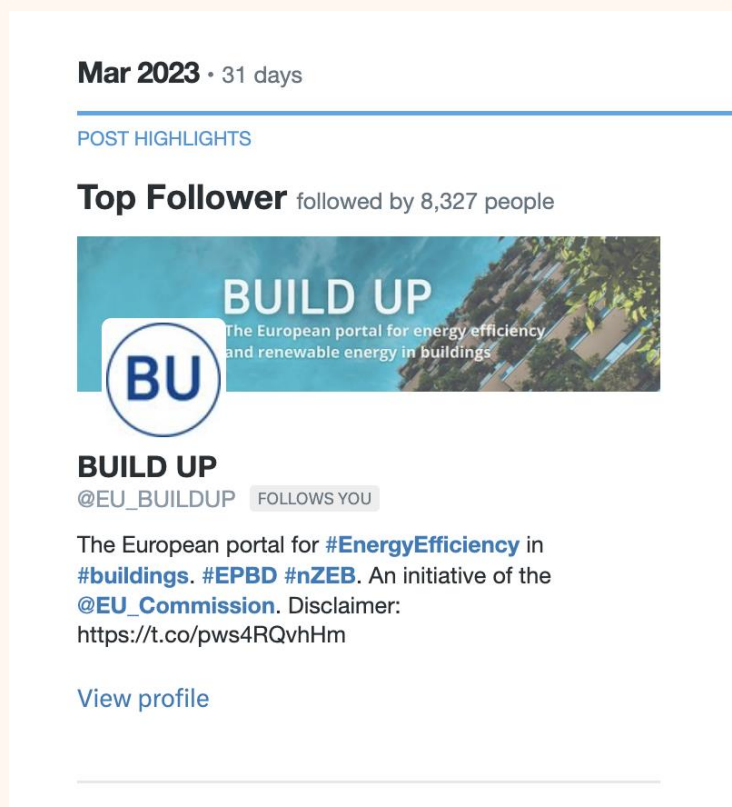 Mar 2023 · 31 days
POST HIGHLIGHTS
Top Follower followed by 8,327 people
BUILD UP
The European portal for energy efficiency
and renewable energy in buildings
BU
BUILD UP
@EU_BUILDUP FOLLOWS YOU
The European portal for #EnergyEfficiency in
#buildings. #EPBD #nZEB. An initiative of the
@EU_Commission. Disclaimer:
https://t.co/pws4RQvhHm
View profile